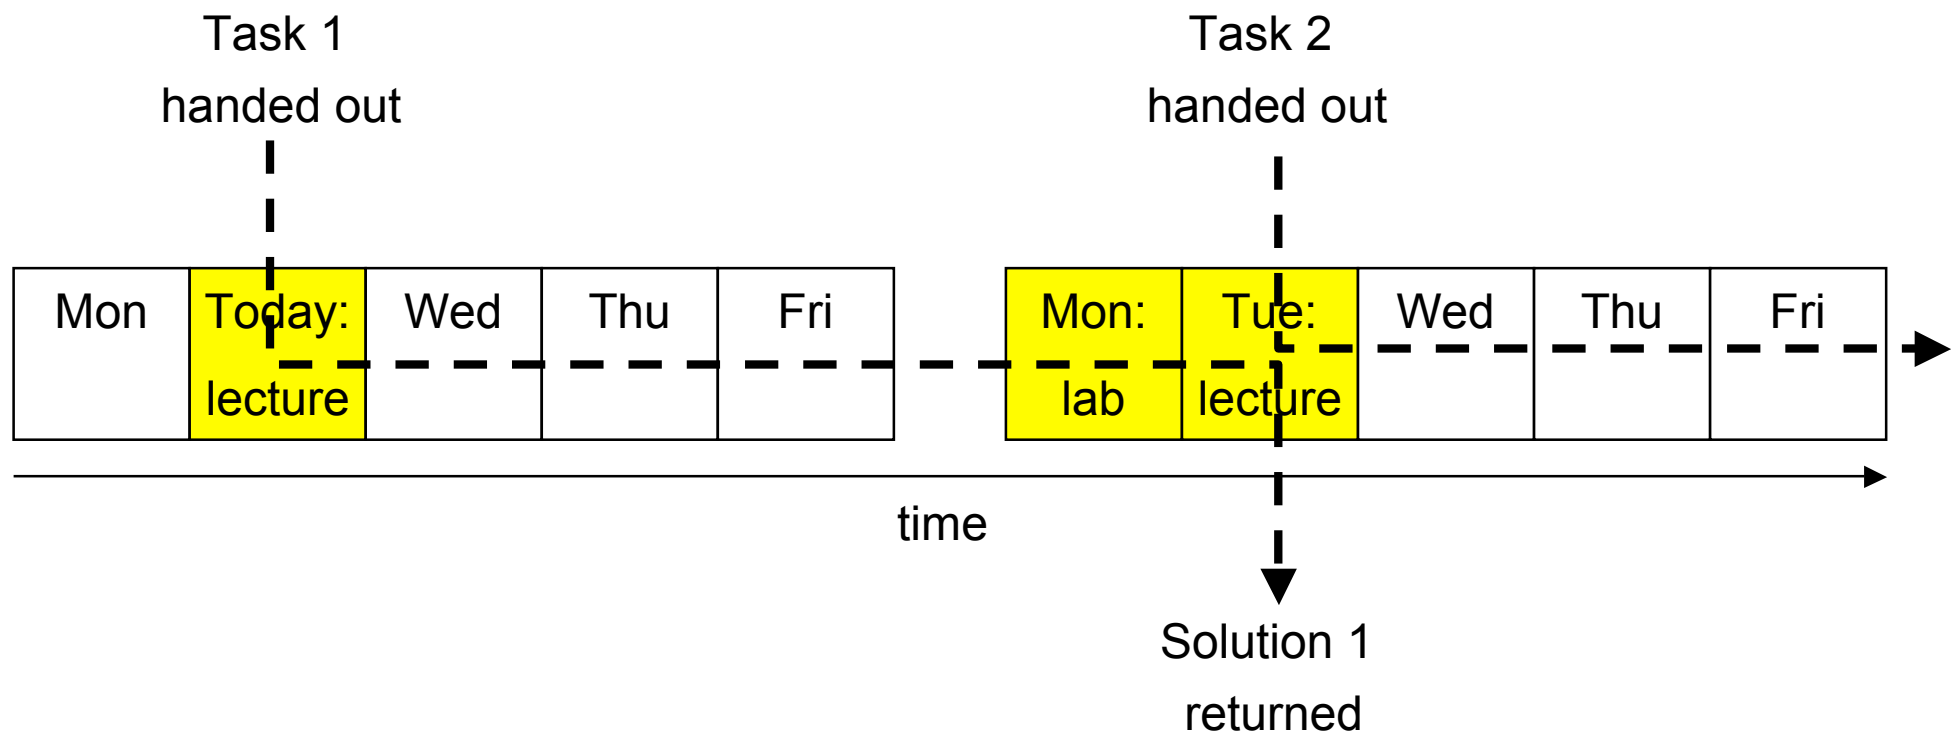 Task 1
handed out
Task 2
handed out
Mon
Today:
lecture
Wed
Thu
Fri
Mon:
lab
Tue:
lecture
Wed
Thu
Fri
time
Solution 1
returned